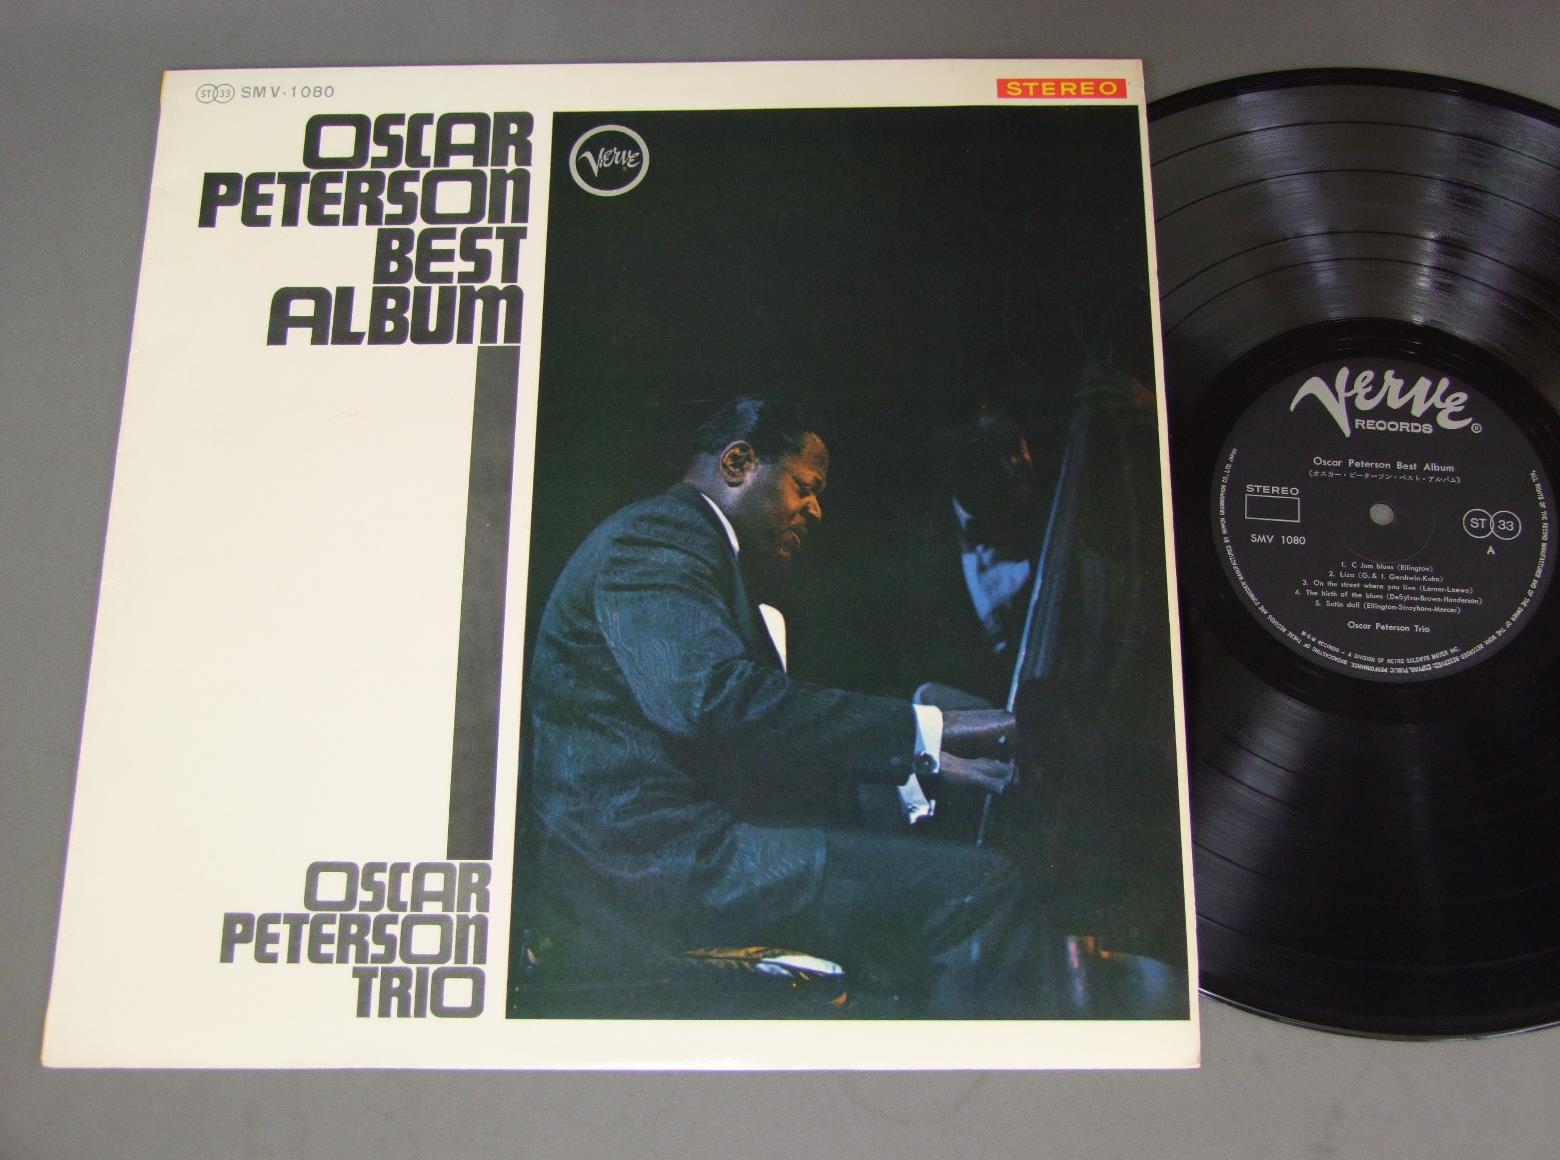 ST 33 SMV-1080
STEREO
OSCAR
PETERSON
BEST
ALBUM
Verve
OSCAR
PETERSON
TRIO
Verve
RECORDS ®
Oscar Peterson Best Album
(オスカー・ピーターソン・ベスト・アルバム)
STEREO
SMV 1080
ST 33
A
1. C Jam blues (Ellington)
2. Liza (G. & I. Gershwin-Kahn)
3. On the street where you live (Lerner-Loewe)
4. The birth of the blues (DeSylva-Brown-Henderson)
5. Satin doll (Ellington-Strayhorn-Mercer)
Oscar Peterson Trio